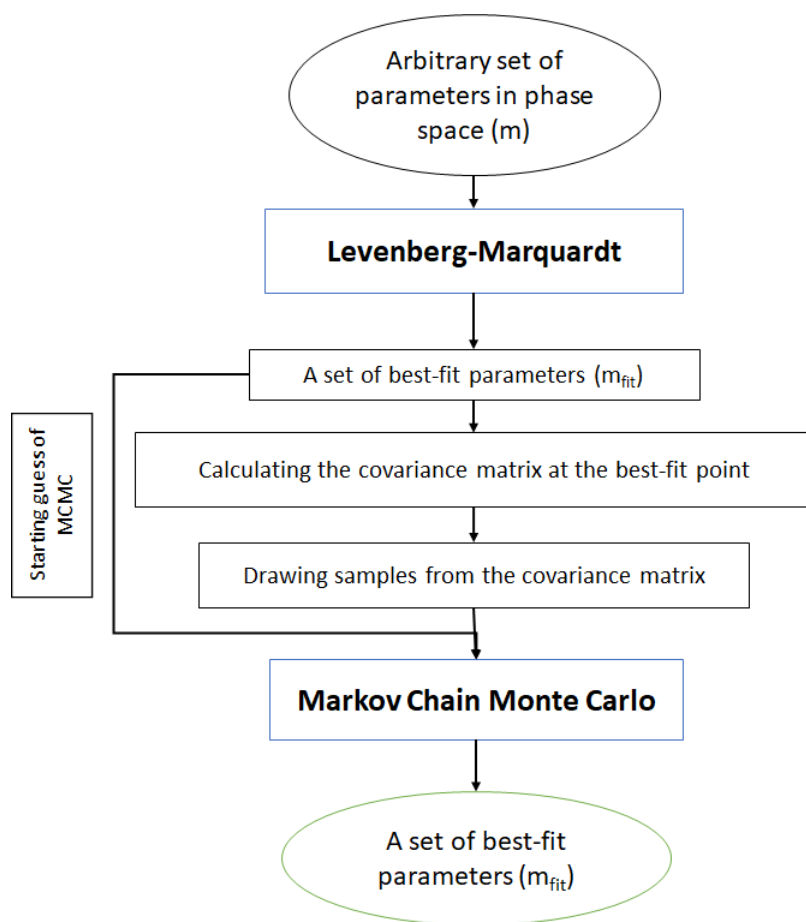 Arbitrary set of
parameters in phase
space (m)
Levenberg-Marquardt
A set of best-fit parameters (mfit)
Calculating the covariance matrix at the best-fit point
Starting guess of
MCMC
Drawing samples from the covariance matrix
Markov Chain Monte Carlo
A set of best-fit
parameters (mfit)